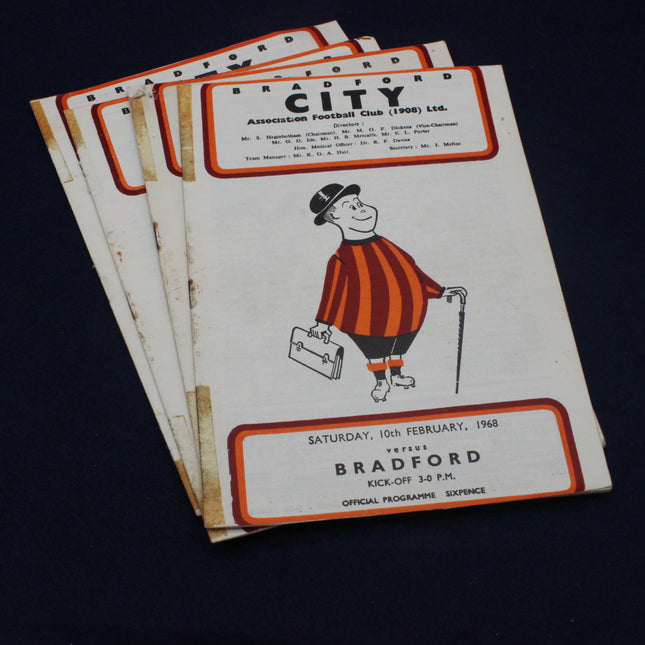 BRADFORD
BRADFORD
CITY
Association Football Club (1908) Ltd.
Directors :
Mr. S. Heginbotham (Chairman), Mr. M. G. P. Dickens (Vice-Chairman)
Mr. G. D. Ide, Mr. H. B. Metcalfe, Mr. E. L. Porter
Hon. Medical Officer : Dr. R. P. Davies
Team Manager : Mr. K. G. A. Hair. Secretary : Mr. J. Mellor
SATURDAY, 10th FEBRUARY, 1968
versus
BRADFORD
KICK-OFF 3-0 P.M.
OFFICIAL PROGRAMME SIXPENCE